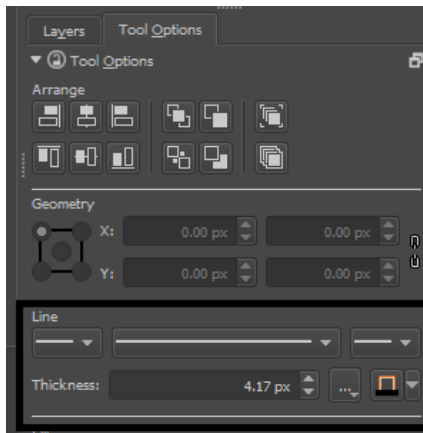 Layers Tool Options
Tool Options
Arrange
Geometry
X: 0.00 px 0.00 px
Y: 0.00 px 0.00 px
Line
Thickness: 4.17 px ...